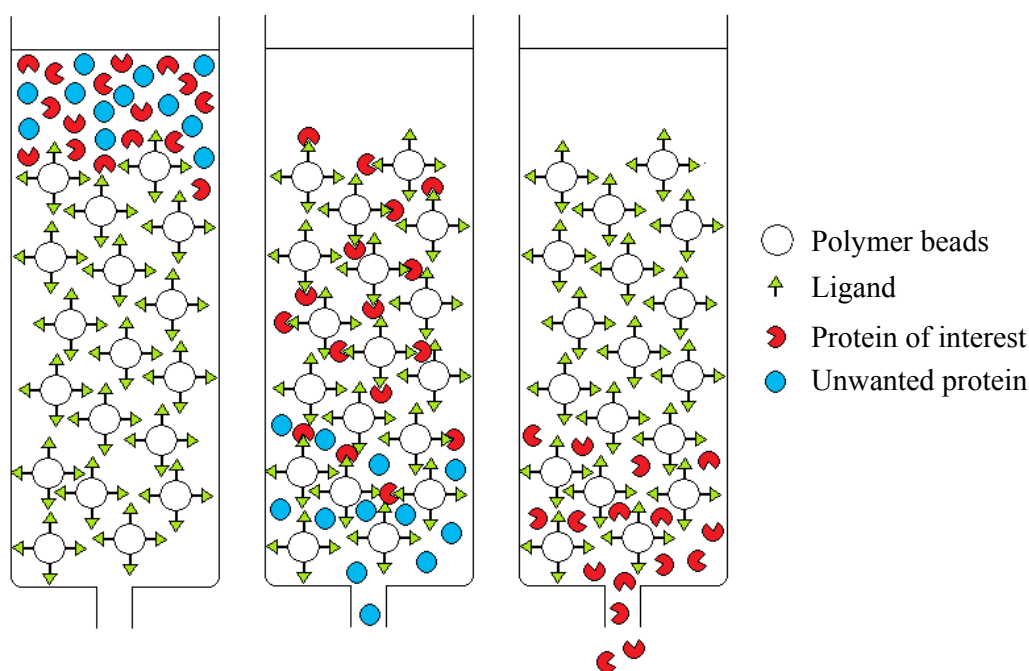 Polymer beads
Ligand
Protein of interest
Unwanted protein